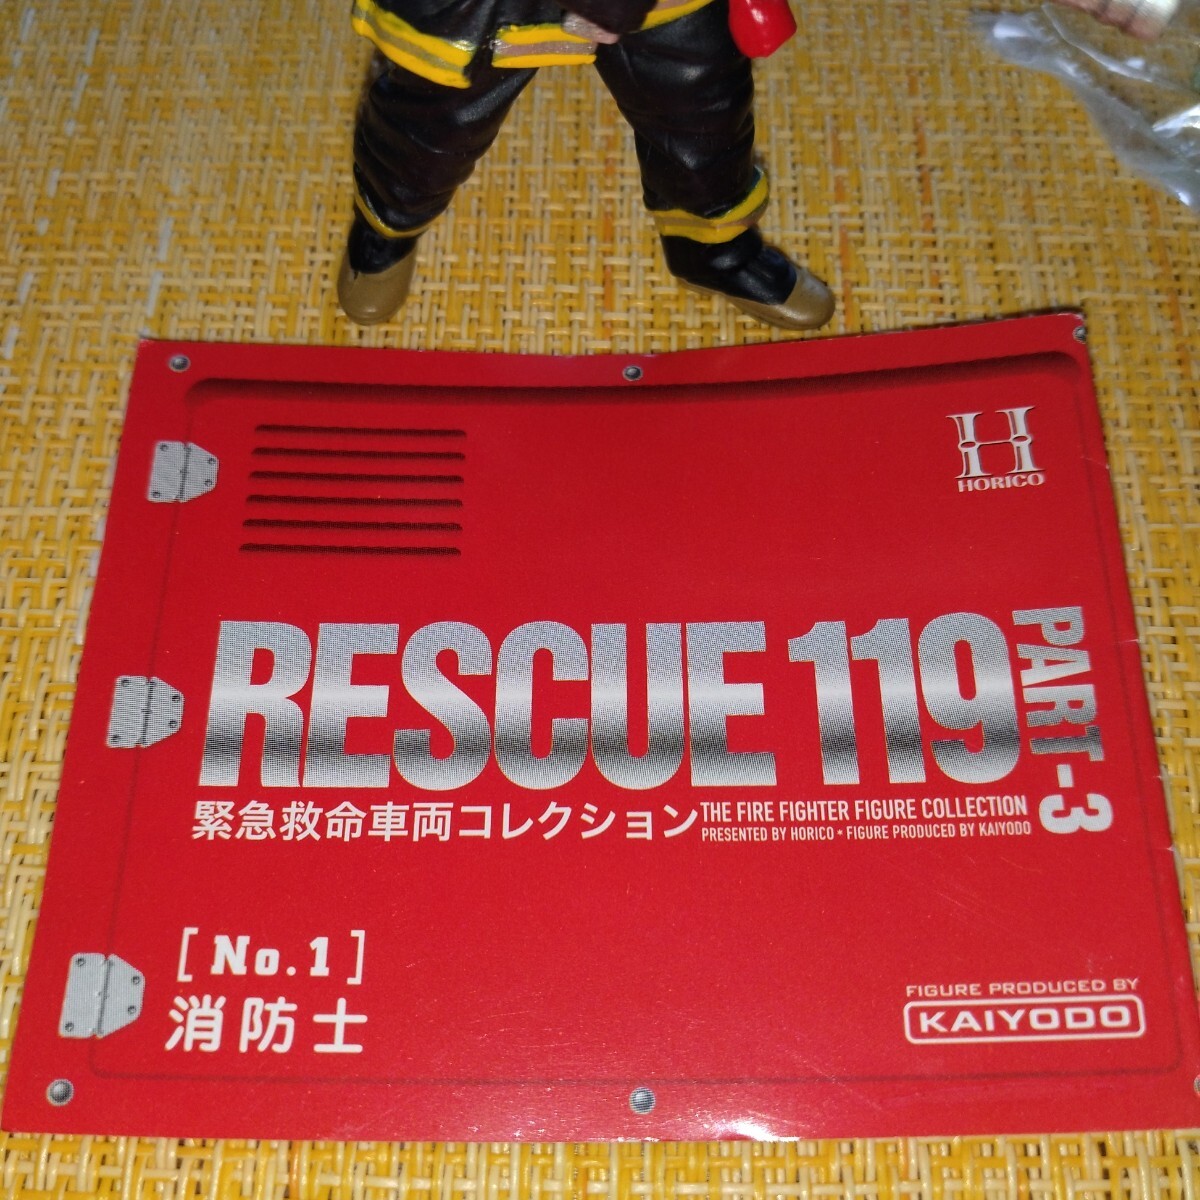 H
HORICO
RESCUE 119
PART-3
緊急救命車両コレクション
THE FIRE FIGHTER FIGURE COLLECTION
PRESENTED BY HORICO • FIGURE PRODUCED BY KAIYODO
[No.1]
消防士
FIGURE PRODUCED BY
KAIYODO